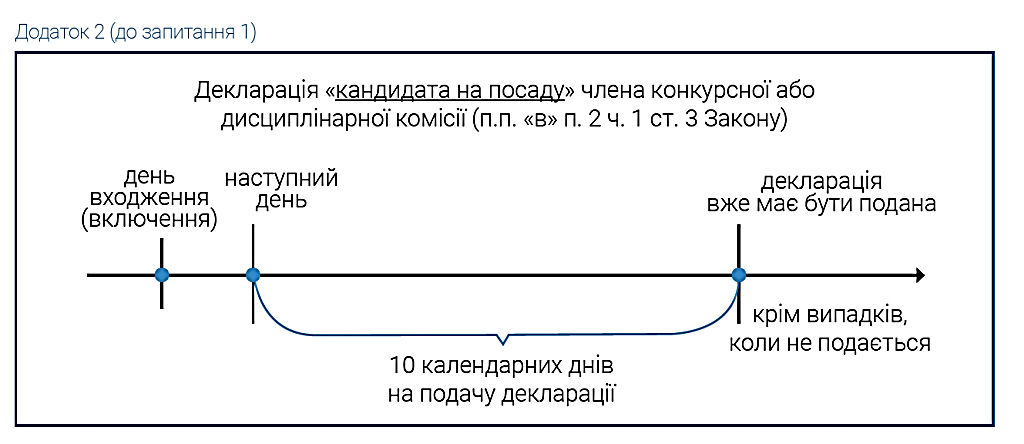 Додаток 2 (до запитання 1)
Декларація «кандидата на посаду» члена конкурсної або
дисциплінарної комісії (п.п. «в» п. 2 ч. 1 ст. 3 Закону)
день
входження
(включення)
наступний
день
декларація
вже має бути подана
крім випадків,
коли не подається
10 календарних днів
на подачу декларації